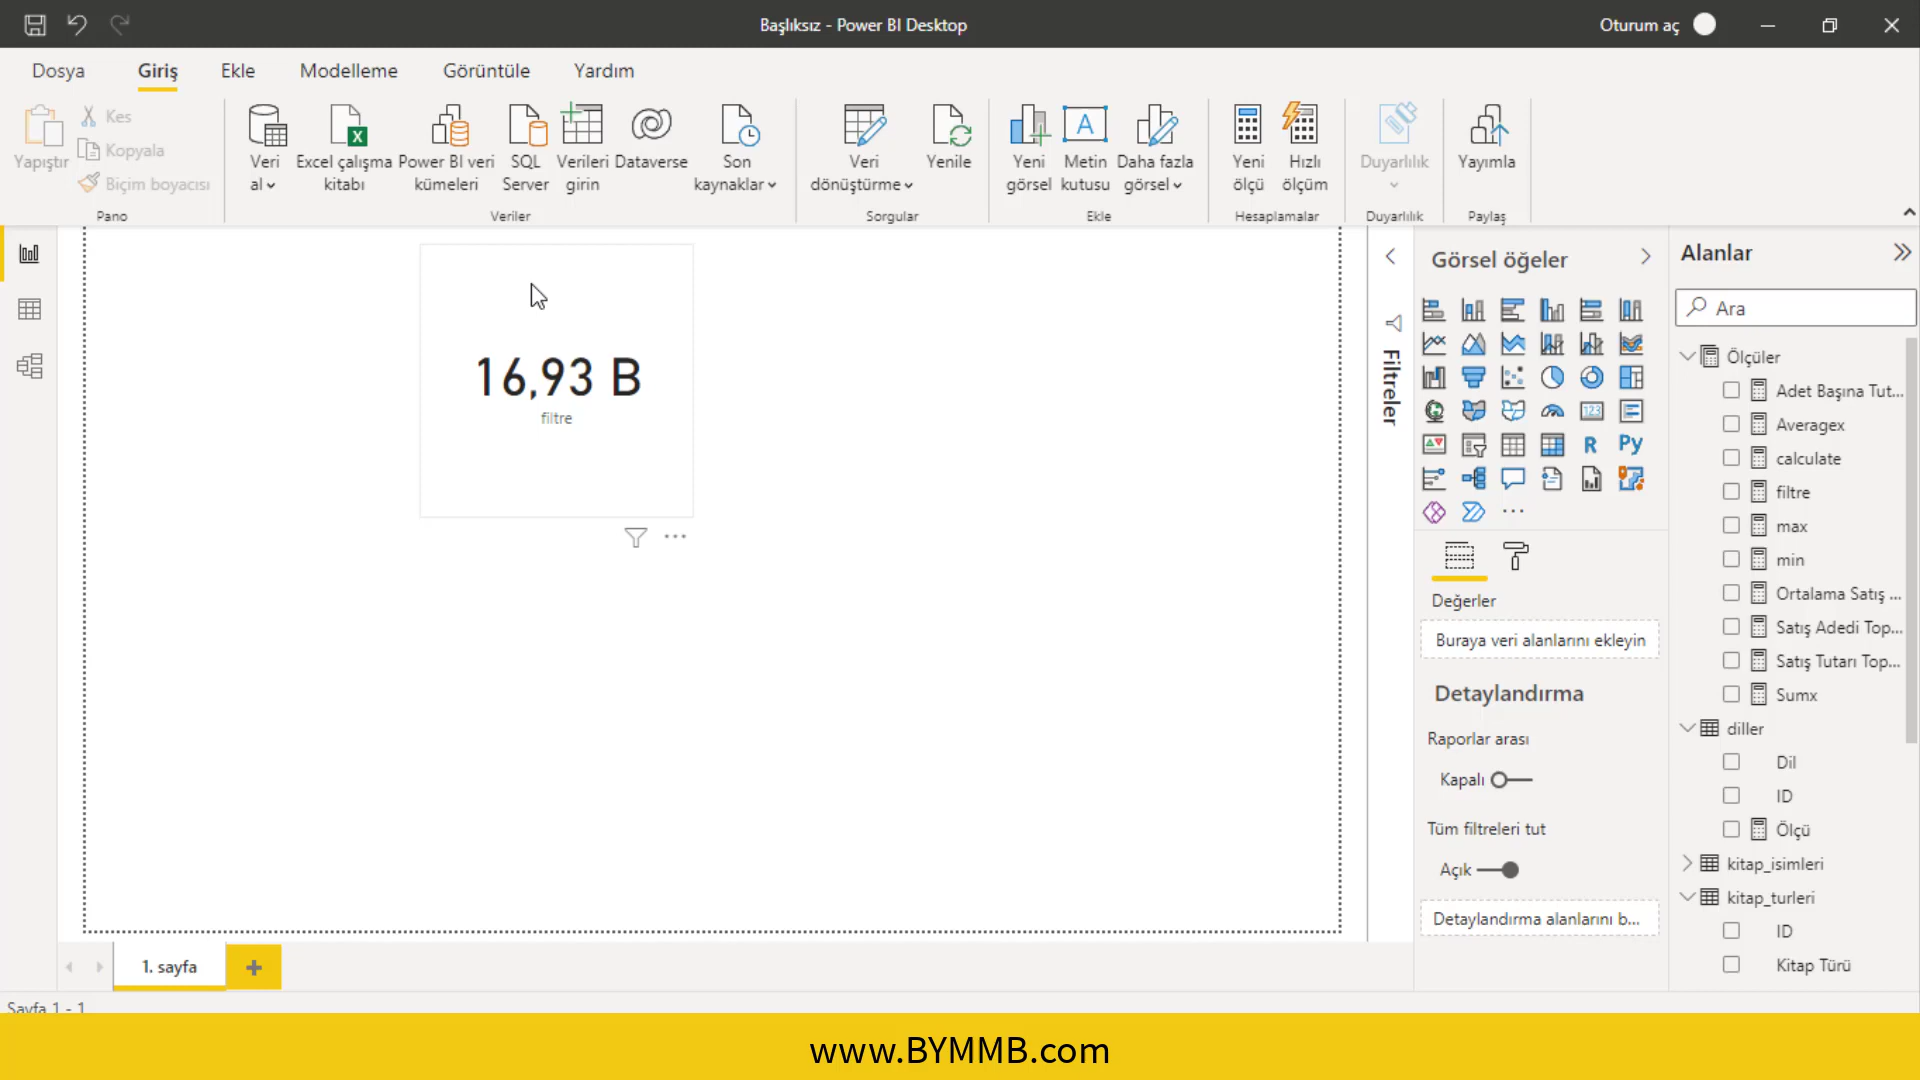 Başlıksız - Power BI Desktop
Oturum aç
Dosya
Giriş
Ekle
Modelleme
Görüntüle
Yardım
Yapıştır
Kes
Kopyala
Biçim boyacısı
Pano
Veri al
Excel çalışma kitabı
Power BI veri kümeleri
SQL Server
Verileri girin
Dataverse
Son kaynaklar
Veriler
Veri dönüştürme
Yenile
Sorgular
Yeni görsel
A
Metin kutusu
Daha fazla görsel
Ekle
Yeni ölçü
Hızlı ölçüm
Hesaplamalar
Duyarlılık
Duyarlılık
Yayımla
Paylaş
16,93 B
filtre
Filtreler
Görsel öğeler
123
R
Py
Değerler
Buraya veri alanlarını ekleyin
Detaylandırma
Raporlar arası
Kapalı
Tüm filtreleri tut
Açık
Detaylandırma alanlarını b...
Alanlar
Ara
Ölçüler
Adet Başına Tut...
Averagex
calculate
filtre
max
min
Ortalama Satış ...
Satış Adedi Top...
Satış Tutarı Top...
Sumx
diller
Dil
ID
Ölçü
kitap_isimleri
kitap_turleri
ID
Kitap Türü
1. sayfa
Sayfa 1 - 1
www.BYMMB.com